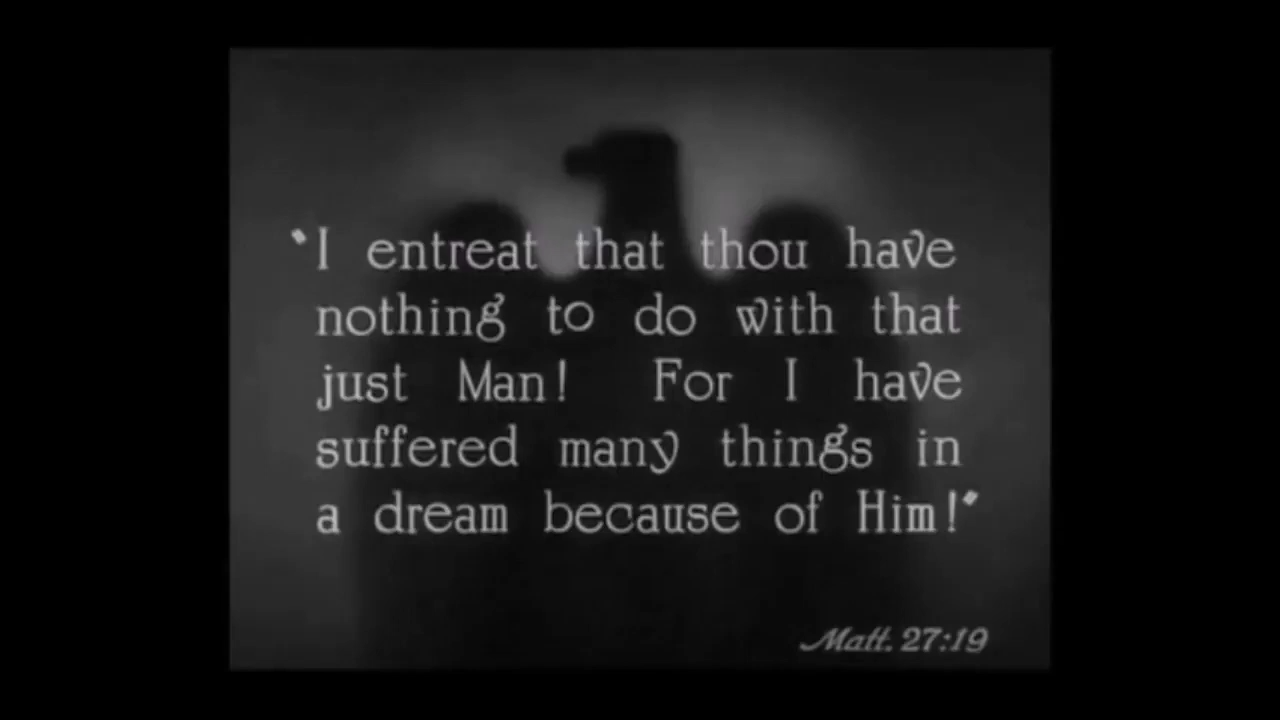 "I entreat that thou have
nothing to do with that
just Man! For I have
suffered many things in
a dream because of Him!"
Matt. 27:19